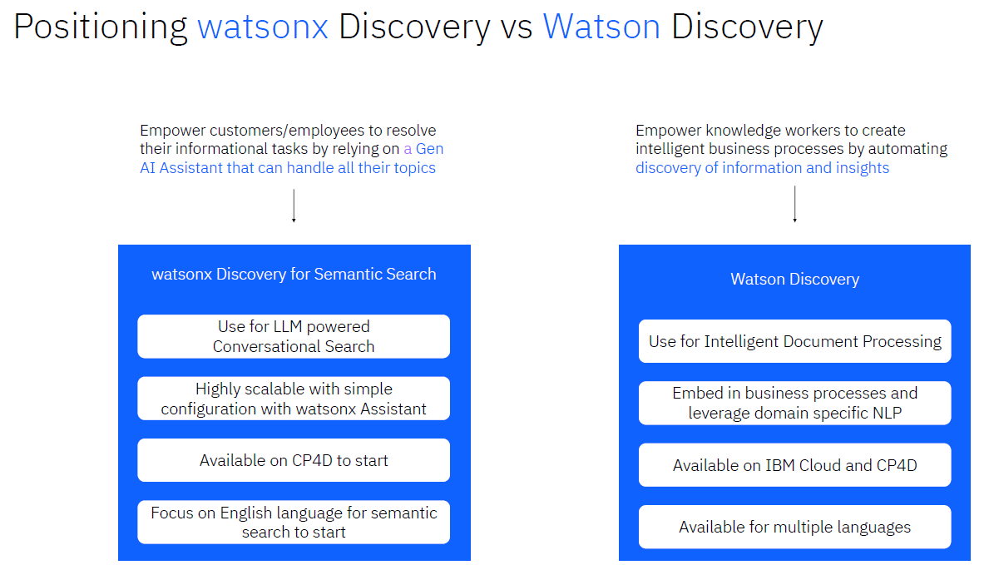 Positioning watsonx Discovery vs Watson Discovery
Empower customers/employees to resolve
their informational tasks by relying on a Gen
AI Assistant that can handle all their topics
watsonx Discovery for Semantic Search
Use for LLM powered
Conversational Search
Highly scalable with simple
configuration with watsonx Assistant
Available on CP4D to start
Focus on English language for semantic
search to start
Empower knowledge workers to create
intelligent business processes by automating
discovery of information and insights
Watson Discovery
Use for Intelligent Document Processing
Embed in business processes and
leverage domain specific NLP
Available on IBM Cloud and CP4D
Available for multiple languages